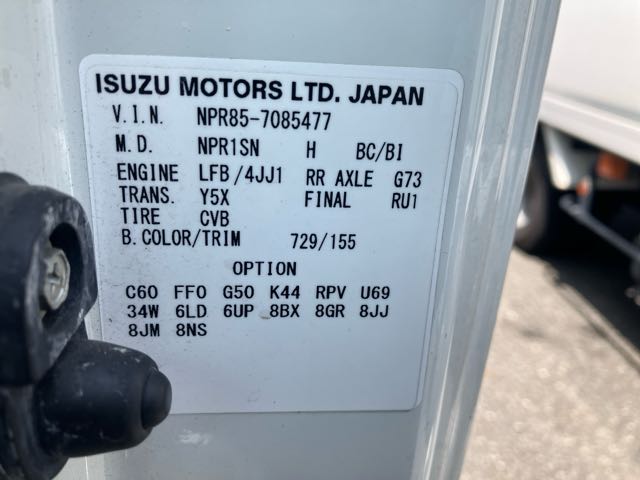 ISUZU MOTORS LTD. JAPAN
V.I.N. NPR85-7085477
M.D. NPR1SN H BC/BI
ENGINE LFB/4JJ1 RR AXLE G73
TRANS. Y5X FINAL RU1
TIRE CVB
B.COLOR/TRIM 729/155
OPTION
C60 FF0 G50 K44 RPV U69
34W 6LD 6UP 8BX 8GR 8JJ
8JM 8NS